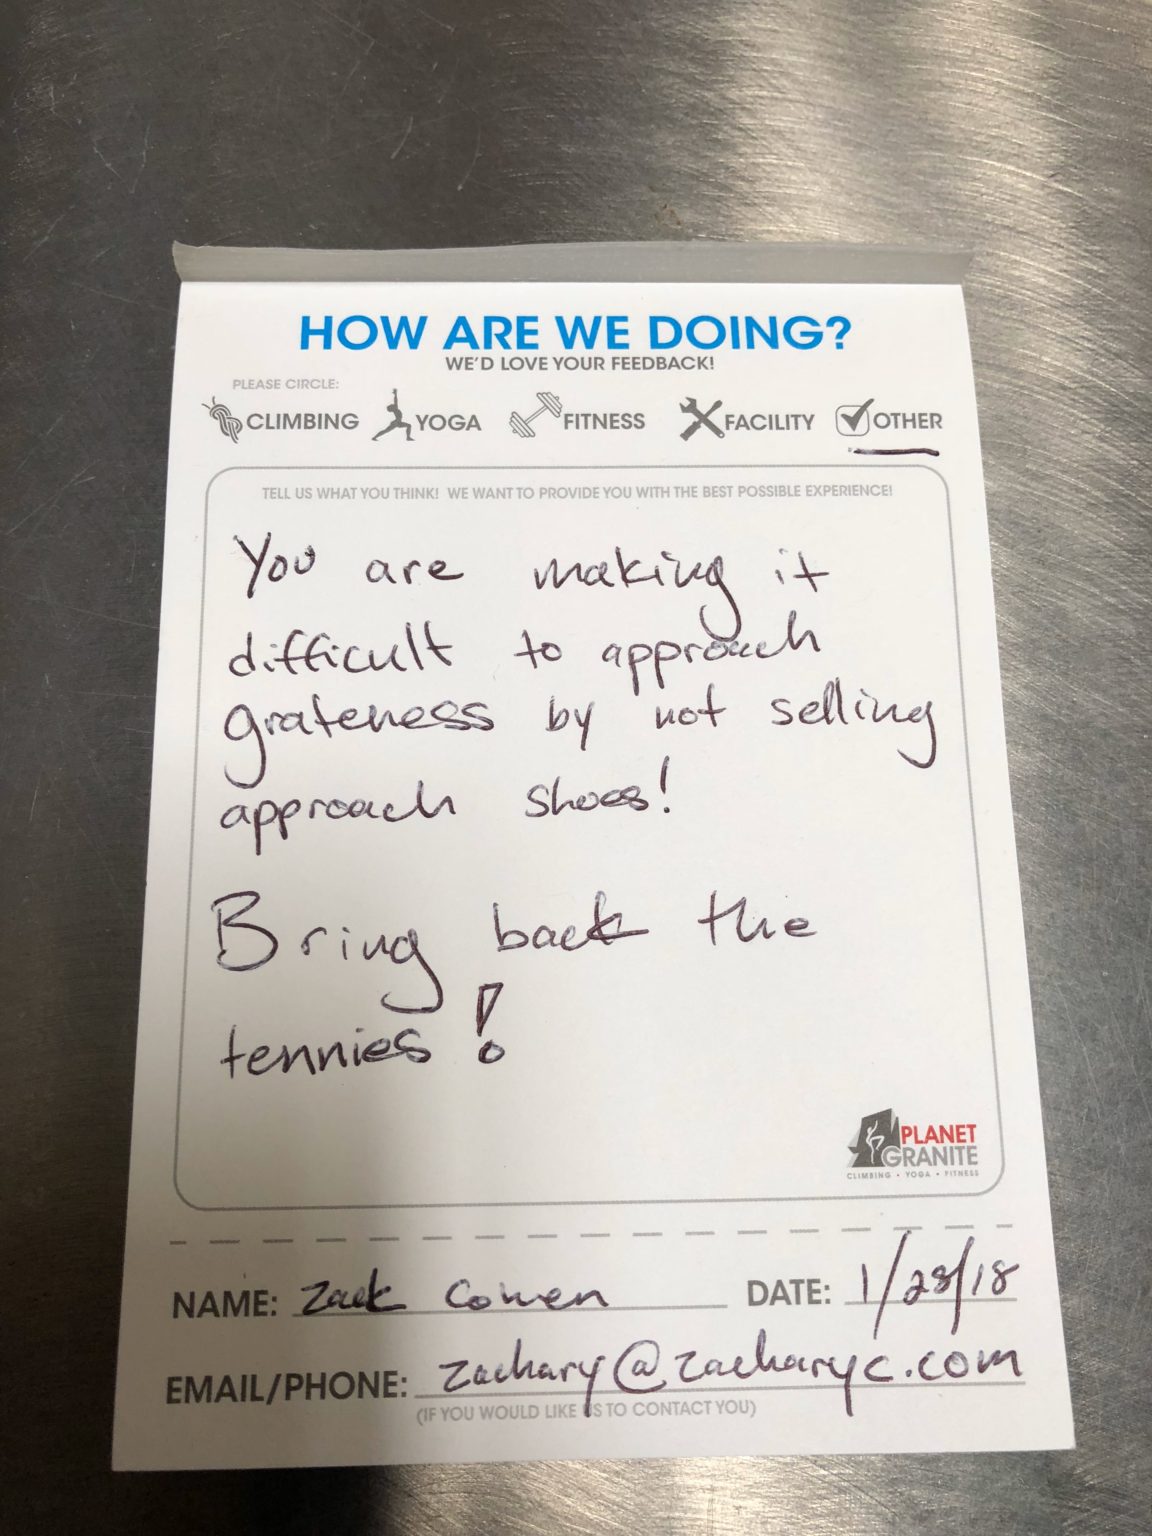 HOW ARE WE DOING?
WE'D LOVE YOUR FEEDBACK!
PLEASE CIRCLE:
CLIMBING YOGA FITNESS FACILITY OTHER
TELL US WHAT YOU THINK! WE WANT TO PROVIDE YOU WITH THE BEST POSSIBLE EXPERIENCE!
You are making it
difficult to approach
grateness by not selling
approach shoes!
Bring back the
tennies!
PLANET
GRANITE
CLIMBING • YOGA • FITNESS
NAME: Zack Cowen DATE: 1/28/18
EMAIL/PHONE: zachary@zacharyc.com
(IF YOU WOULD LIKE US TO CONTACT YOU)